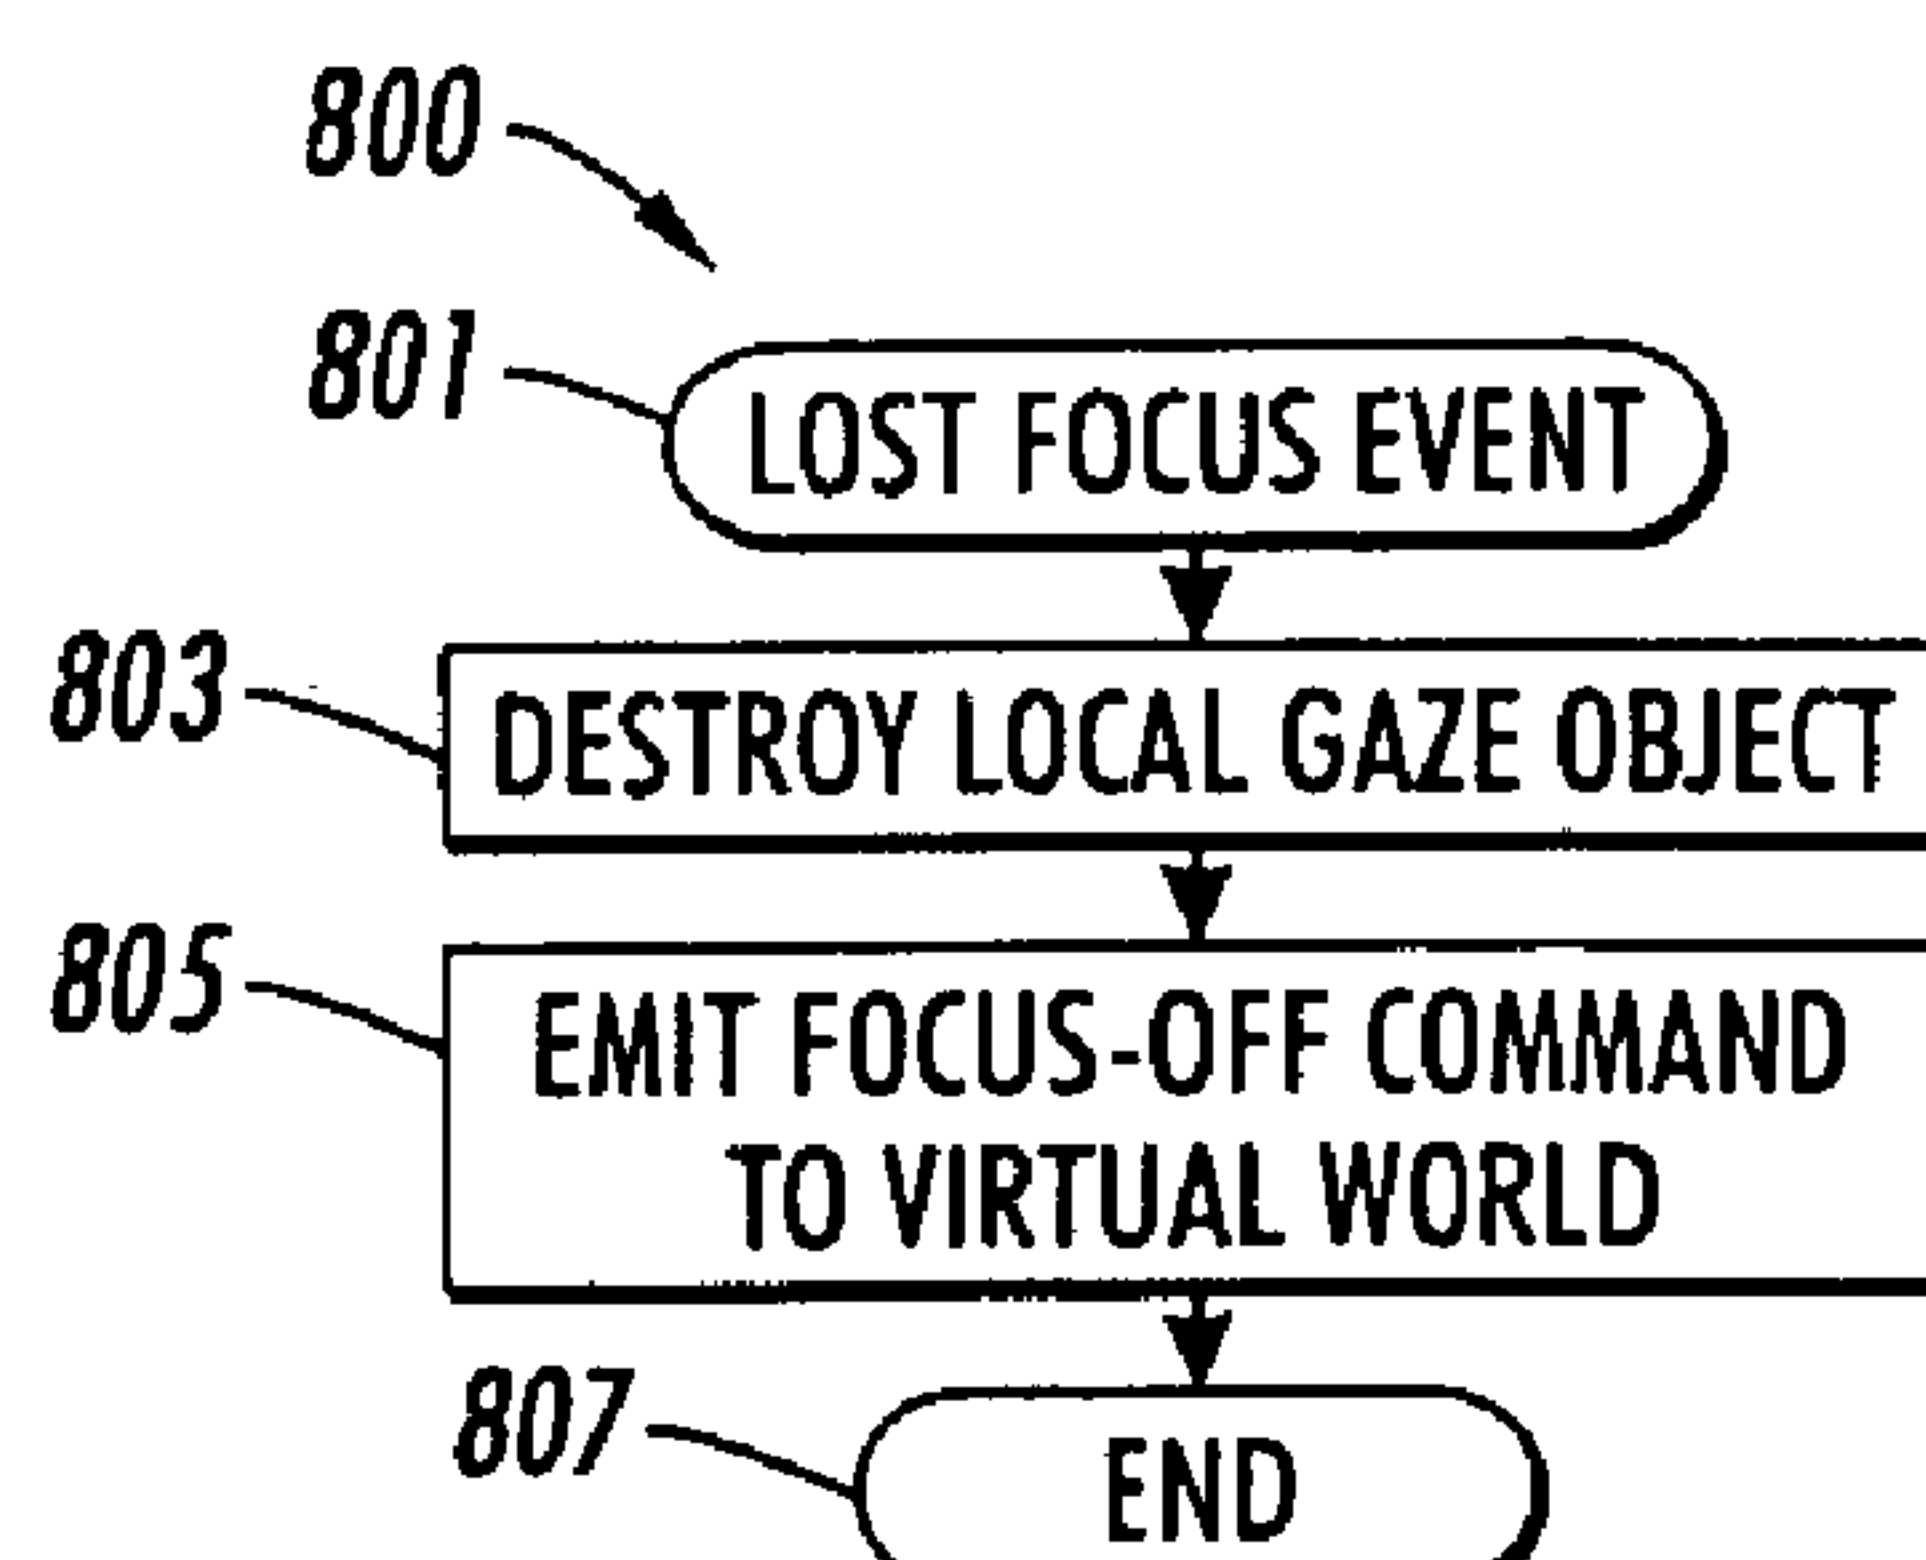 800
801
LOST FOCUS EVENT
803
DESTROY LOCAL GAZE OBJECT
805
EMIT FOCUS-OFF COMMAND
TO VIRTUAL WORLD
807
END